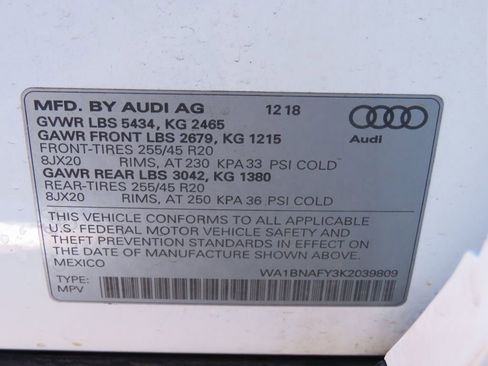 MFD. BY AUDI AG 12 18
GVWR LBS 5434, KG 2465
GAWR FRONT LBS 2679, KG 1215
FRONT-TIRES 255/45 R20
8JX20 RIMS, AT 230 KPA 33 PSI COLD
GAWR REAR LBS 3042, KG 1380
REAR-TIRES 255/45 R20
8JX20 RIMS, AT 250 KPA 36 PSI COLD
Audi
THIS VEHICLE CONFORMS TO ALL APPLICABLE
U.S. FEDERAL MOTOR VEHICLE SAFETY AND
THEFT PREVENTION STANDARDS IN EFFECT ON
THE DATE OF MANUFACTURE SHOWN ABOVE.
MEXICO
TYPE: WA1BNAFY3K2039809
MPV